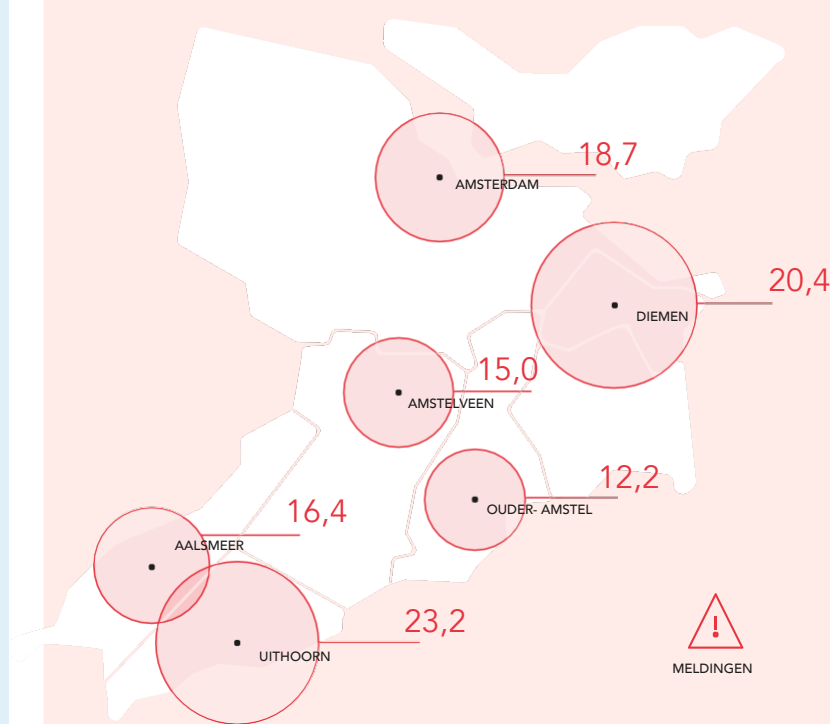 18,7
AMSTERDAM
20,4
DIEMEN
15,0
AMSTELVEEN
12,2
OUDER- AMSTEL
16,4
AALSMEER
23,2
UITHOORN
MELDINGEN